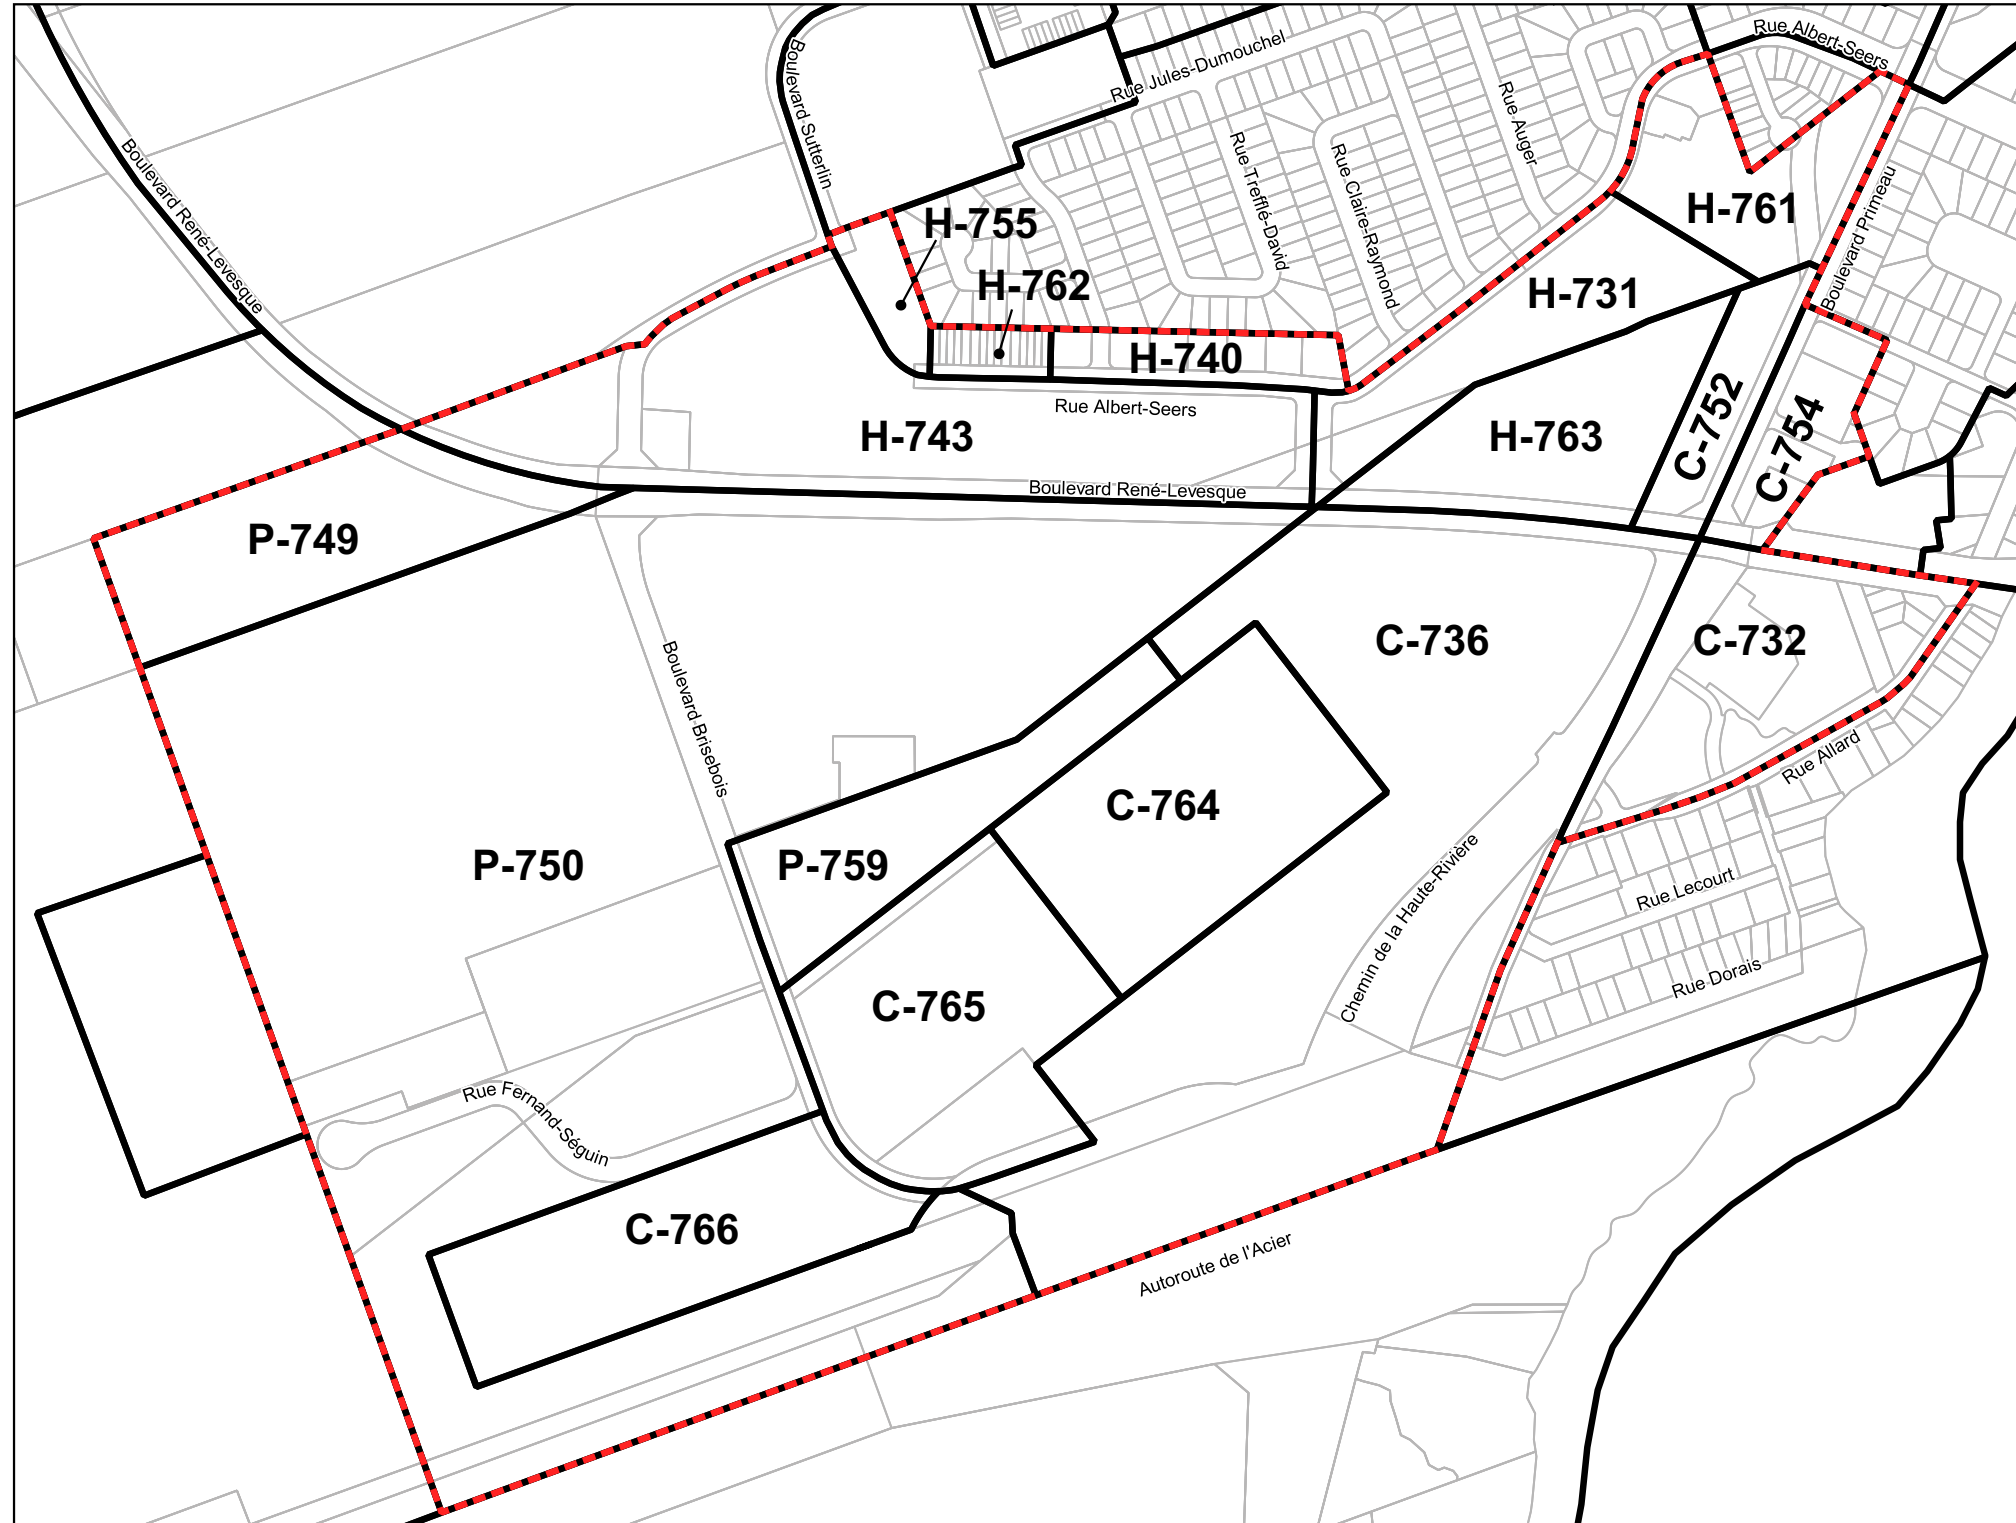 Rue Albert-Seers
Boulevard Sutterlin
Rue Jules-Dumouchel
Rue Auger
Boulevard René-Levesque
Rue Trefflé-David
Rue Claire-Raymond
Boulevard Primeau
H-755
H-761
H-762
H-731
H-740
Rue Albert-Seers
H-743
H-763
C-752
C-754
Boulevard René-Levesque
P-749
C-736
C-732
Boulevard Brisebois
Rue Allard
C-764
P-750
P-759
Rue Lecourt
Chemin de la Haute-Rivière
Rue Dorais
C-765
Rue Fernand-Séguin
C-766
Autoroute de l'Acier